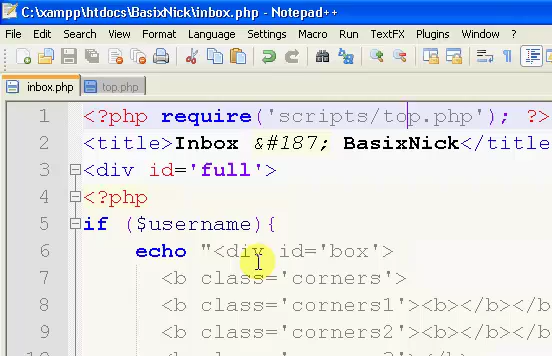 C:\xampp\htdocs\BasixNick\inbox.php - Notepad++
File Edit Search View Format Language Settings Macro Run TextFX Plugins Window ?
inbox.php top.php
1 <?php require('scripts/top.php'); ?>
2 <title>Inbox &#187; BasixNick</title
3 <div id='full'>
4 <?php
5 if ($username){
6 echo "<div id='box'>
7 <b class='corners'>
8 <b class='corners1'><b></b></b
9 <b class='corners2'><b></b></b